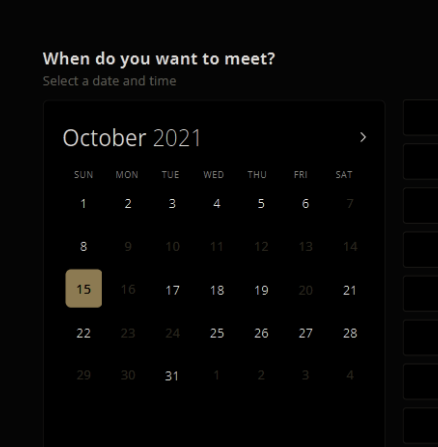 When do you want to meet?
Select a date and time
October 2021
SUN MON TUE WED THU FRI SAT
1 2 3 4 5 6 7
8 9 10 11 12 13 14
15 16 17 18 19 20 21
22 23 24 25 26 27 28
29 30 31 1 2 3 4